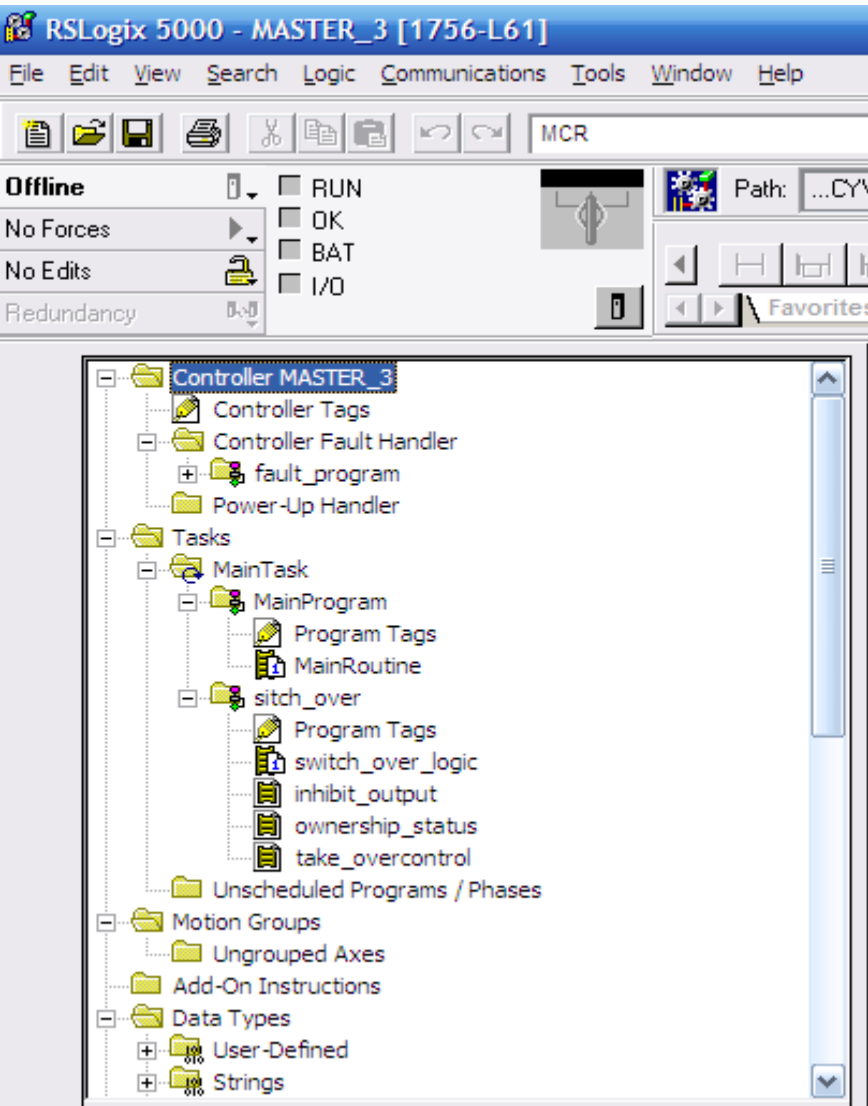 RSLogix 5000 - MASTER_3 [1756-L61]
File Edit View Search Logic Communications Tools Window Help
MCR
Offline RUN Path: ...CY\
No Forces OK
No Edits BAT
I/O
Redundancy Favorites
Controller MASTER_3
Controller Tags
Controller Fault Handler
fault_program
Power-Up Handler
Tasks
MainTask
MainProgram
Program Tags
MainRoutine
sitch_over
Program Tags
switch_over_logic
inhibit_output
ownership_status
take_overcontrol
Unscheduled Programs / Phases
Motion Groups
Ungrouped Axes
Add-On Instructions
Data Types
User-Defined
Strings